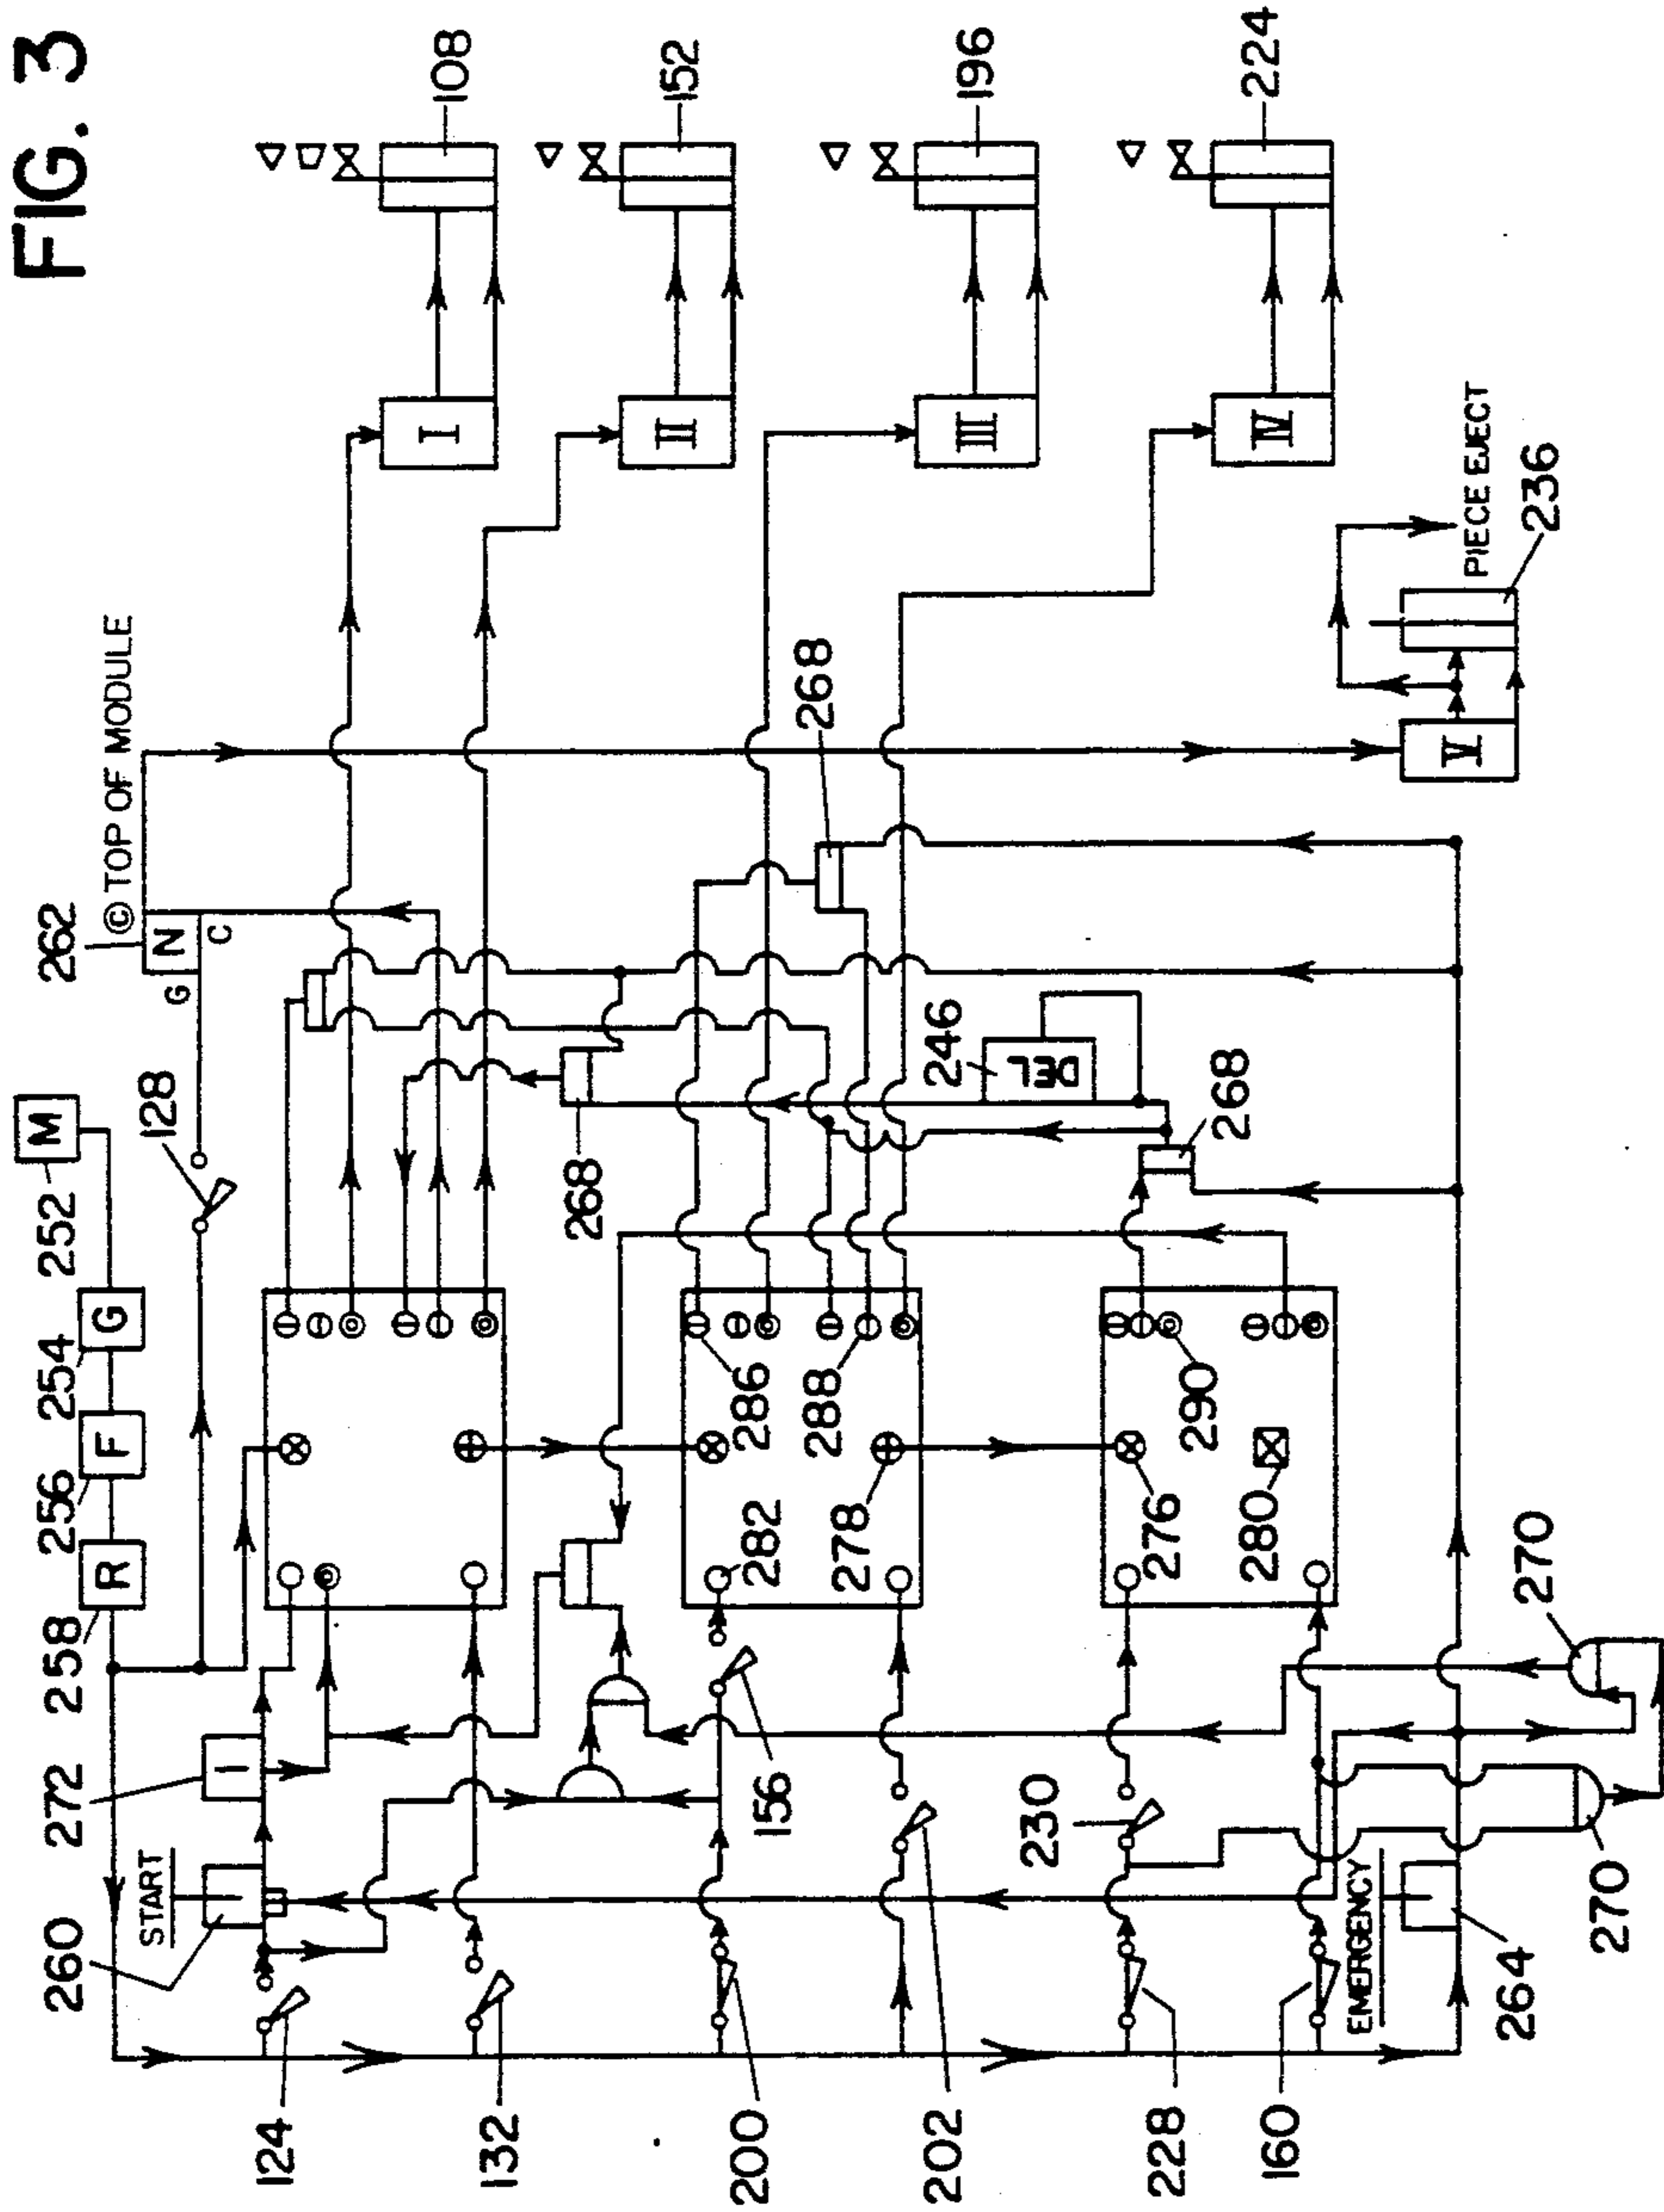 FIG. 3
252
M
254
G
256
F
258
R
262
© TOP OF MODULE
G
N
C
128
108
152
196
224
I
II
III
IV
V
PIECE EJECT
236
272
1
START
260
268
268
246
DEL
268
286
288
282
278
290
276
280
156
230
EMERGENCY
264
270
270
124
132
200
202
228
160